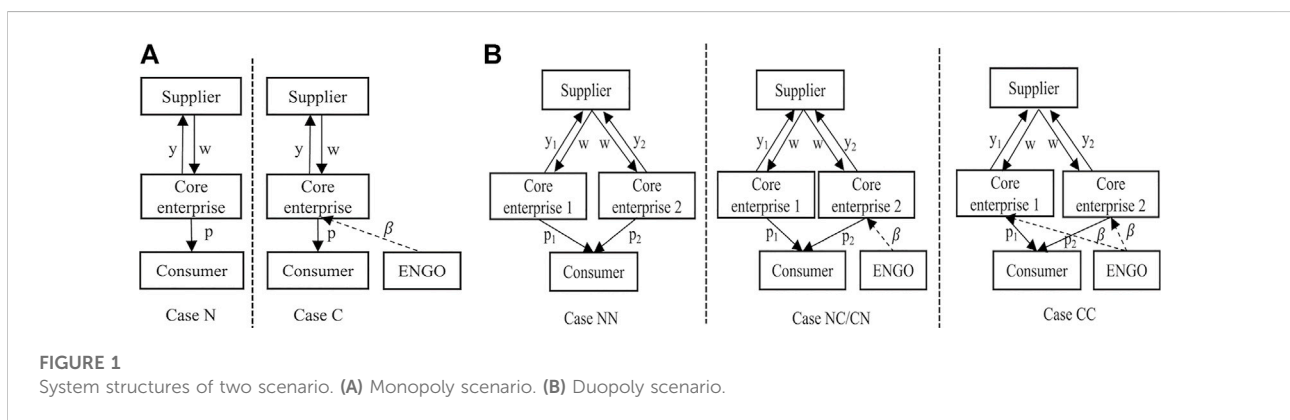 A
Supplier
y w
Core
enterprise
p
Consumer
Case N
Supplier
y w
Core
enterprise
p β
Consumer ENGO
Case C
B
Supplier
y₁ w w y₂
Core
enterprise 1
Core
enterprise 2
p₁ p₂
Consumer
Case NN
Supplier
y₁ w w y₂
Core
enterprise 1
Core
enterprise 2
p₁ p₂ β
Consumer ENGO
Case NC/CN
Supplier
y₁ w w y₂
Core
enterprise 1
Core
enterprise 2
p₁ p₂ β β
Consumer ENGO
Case CC
FIGURE 1
System structures of two scenario. (A) Monopoly scenario. (B) Duopoly scenario.